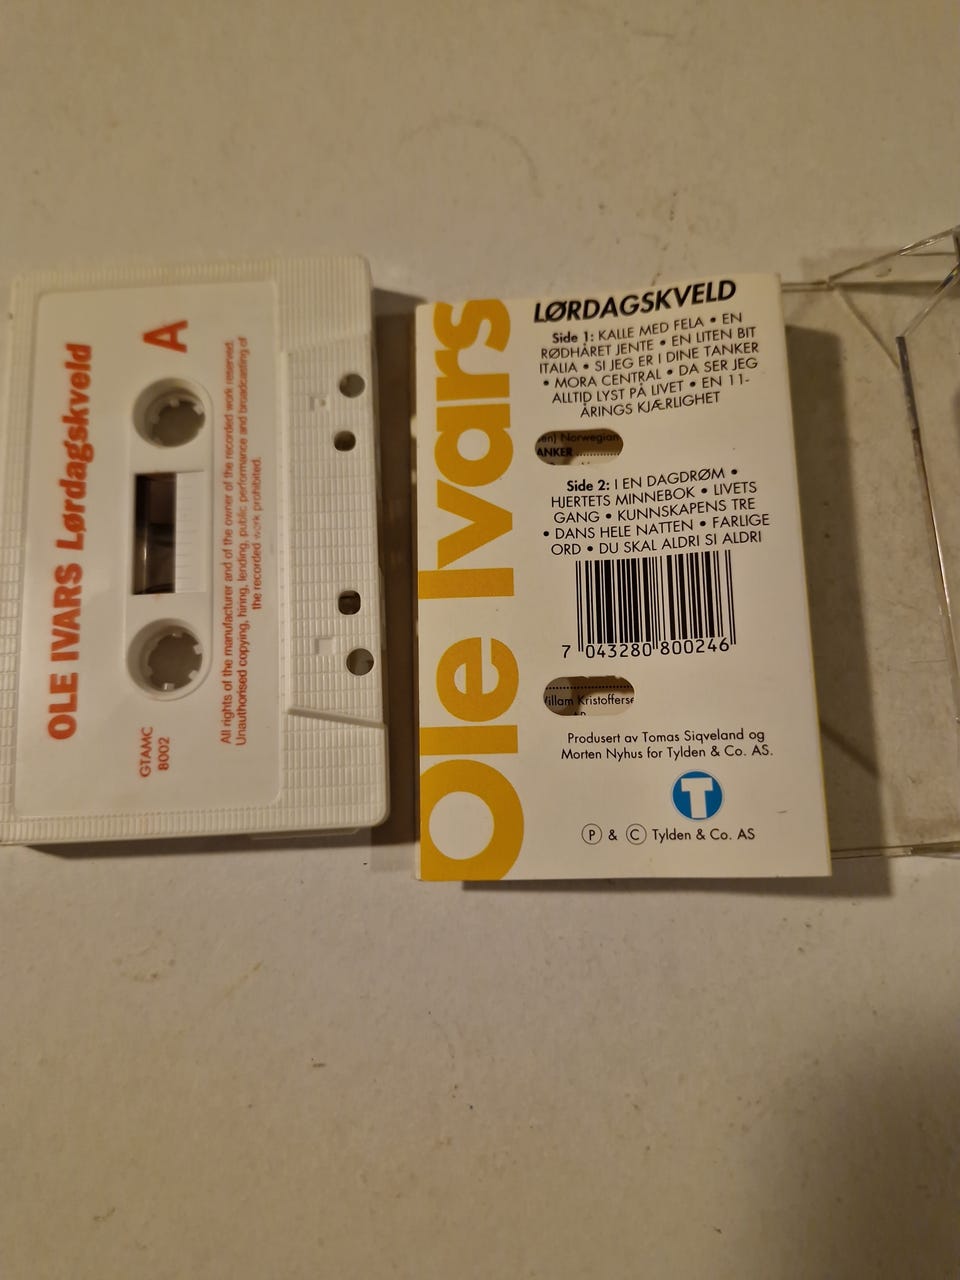 OLE IVARS Lørdagskveld
A
GTAMC
8002
All rights of the manufacturer and of the owner of the recorded work reserved.
Unauthorised copying, hiring, lending, public performance and broadcasting of
the recorded work prohibited.
Ole Ivars
LØRDAGSKVELD
Side 1: KALLE MED FELA • EN
RØDHÅRET JENTE • EN LITEN BIT
ITALIA • SI JEG ER I DINE TANKER
• MORA CENTRAL • DA SER JEG
ALLTID LYST PÅ LIVET • EN 11-
ÅRINGS KJÆRLIGHET
en) Norwegian
ANKER ............
Side 2: I EN DAGDRØM •
HJERTETS MINNEBOK • LIVETS
GANG • KUNNSKAPENS TRE
• DANS HELE NATTEN • FARLIGE
ORD • DU SKAL ALDRI SI ALDRI
7 043280 800246
illam Kristofferse
Produsert av Tomas Siqveland og
Morten Nyhus for Tylden & Co. AS.
T
Ⓟ & © Tylden & Co. AS